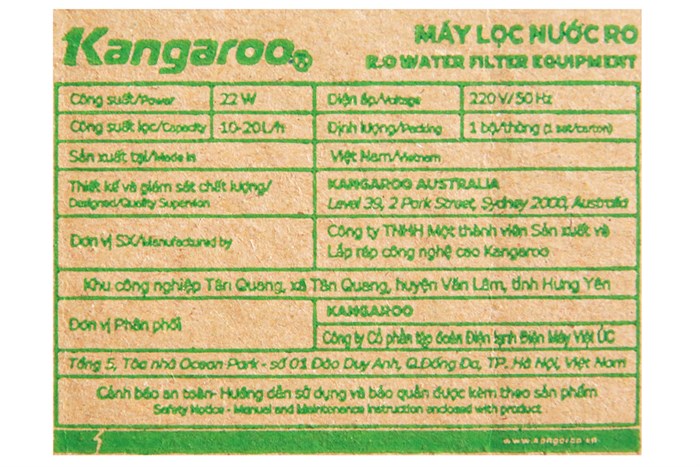 Kangaroo®
MÁY LỌC NƯỚC RO
R.O WATER FILTER EQUIPMENT
Công suất/Power 22 W Điện áp/Voltage 220V/50 Hz
Công suất lọc/Capacity 10-20L/h Định lượng/Packing 1 bộ/thùng (1 set/carton)
Sản xuất tại/Made in Việt Nam/Vietnam
Thiết kế và giám sát chất lượng/
Designed/Quality Supervision
KANGAROO AUSTRALIA
Level 39, 2 Park Street, Sydney 2000, Australia
Đơn vị SX/Manufactured by
Công ty TNHH Một thành viên Sản xuất và
Lắp ráp công nghệ cao Kangaroo
Khu công nghiệp Tân Quang, xã Tân Quang, huyện Văn Lâm, tỉnh Hưng Yên
Đơn vị Phân phối
KANGAROO
Công ty Cổ phần tập đoàn Điện lạnh Điện Máy Việt ÚC
Tầng 5, Tòa nhà Ocean Park - số 01 Đào Duy Anh, Q.Đống Đa, TP. Hà Nội, Việt Nam
Cảnh báo an toàn- Hướng dẫn sử dụng và bảo quản được kèm theo sản phẩm
Safety Notice - Manual and Maintenance Instruction enclosed with product
www.kangaroo.vn